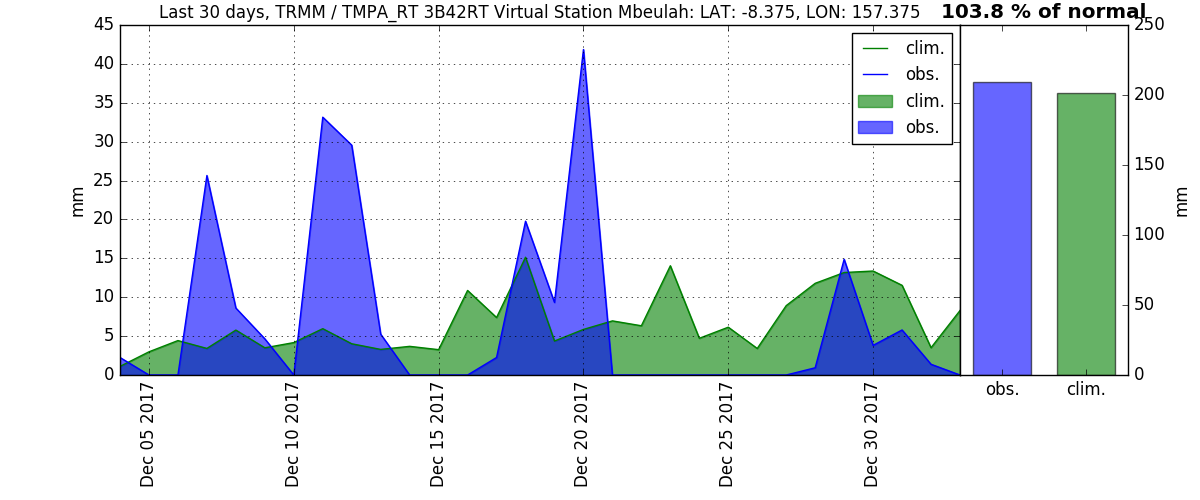 Last 30 days, TRMM / TMPA_RT 3B42RT Virtual Station Mbeulah: LAT: -8.375, LON: 157.375
103.8 % of normal
45
40
35
30
25
20
15
10
5
0
mm
clim.
obs.
clim.
obs.
Dec 05 2017
Dec 10 2017
Dec 15 2017
Dec 20 2017
Dec 25 2017
Dec 30 2017
250
200
150
100
50
0
mm
obs.
clim.